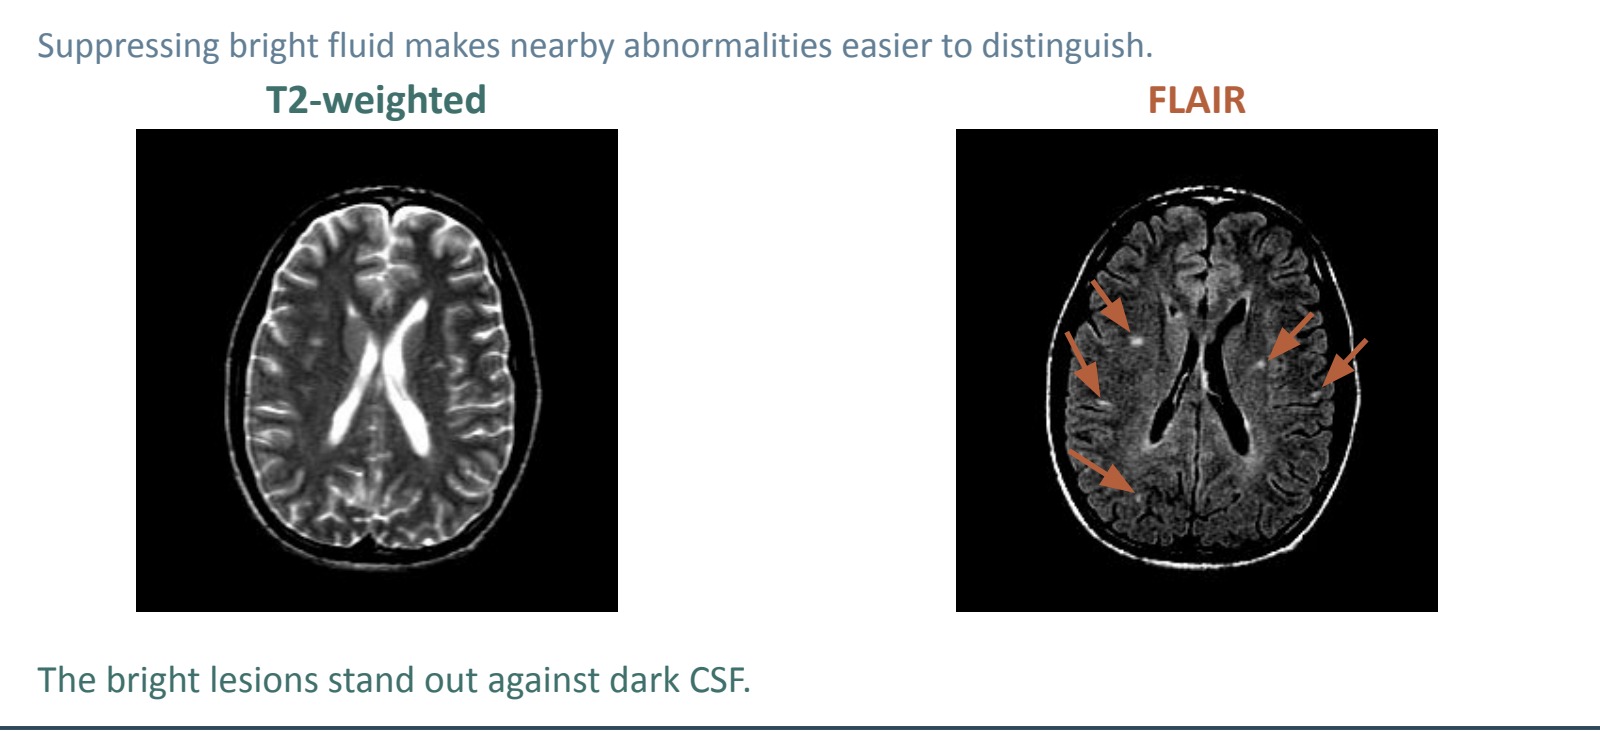 Suppressing bright fluid makes nearby abnormalities easier to distinguish.
T2-weighted
FLAIR
The bright lesions stand out against dark CSF.